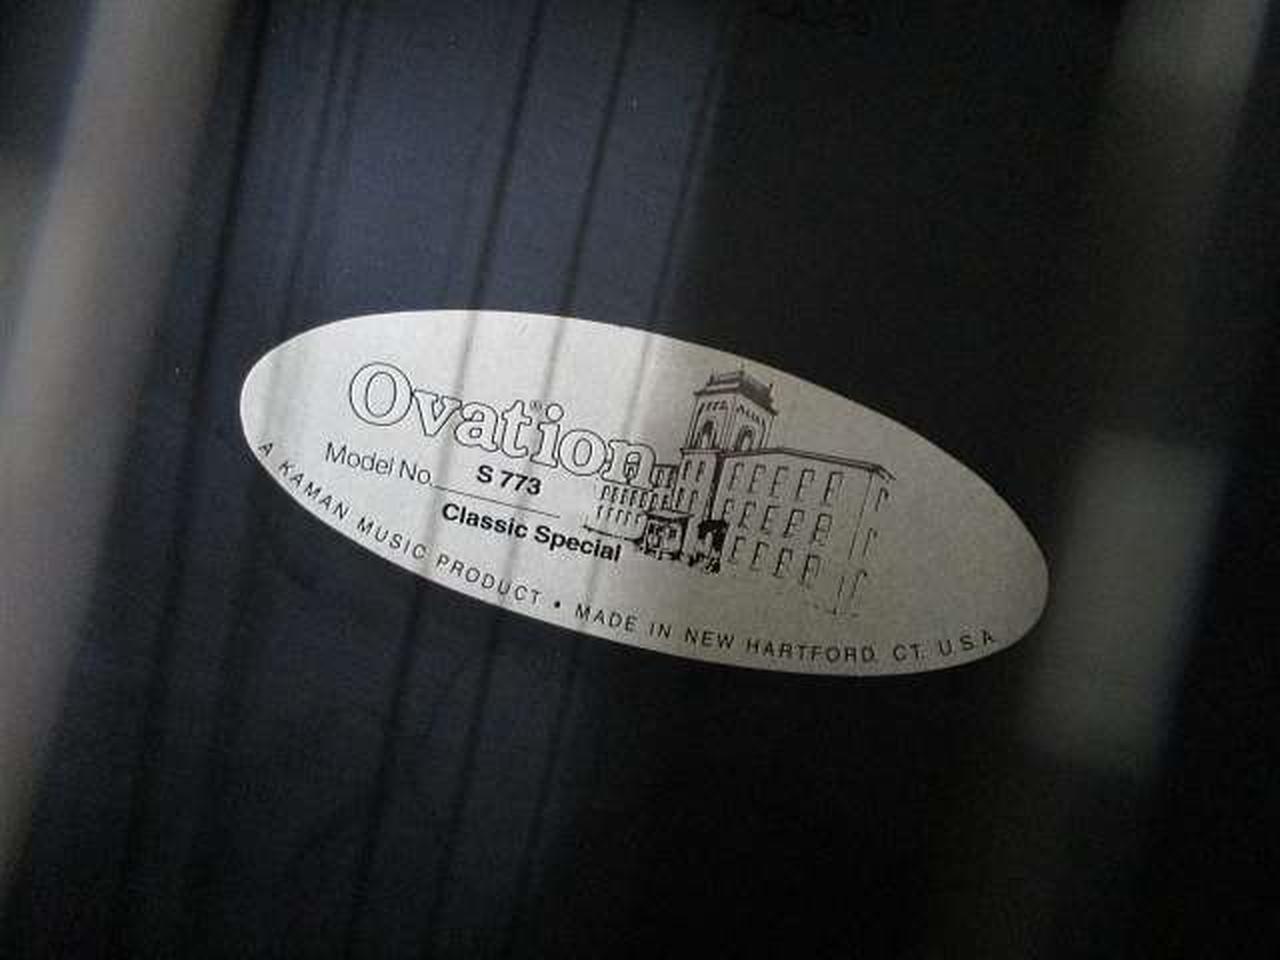 Ovation®
Model No. S 773
Classic Special
A KAMAN MUSIC PRODUCT • MADE IN NEW HARTFORD, CT. U.S.A.